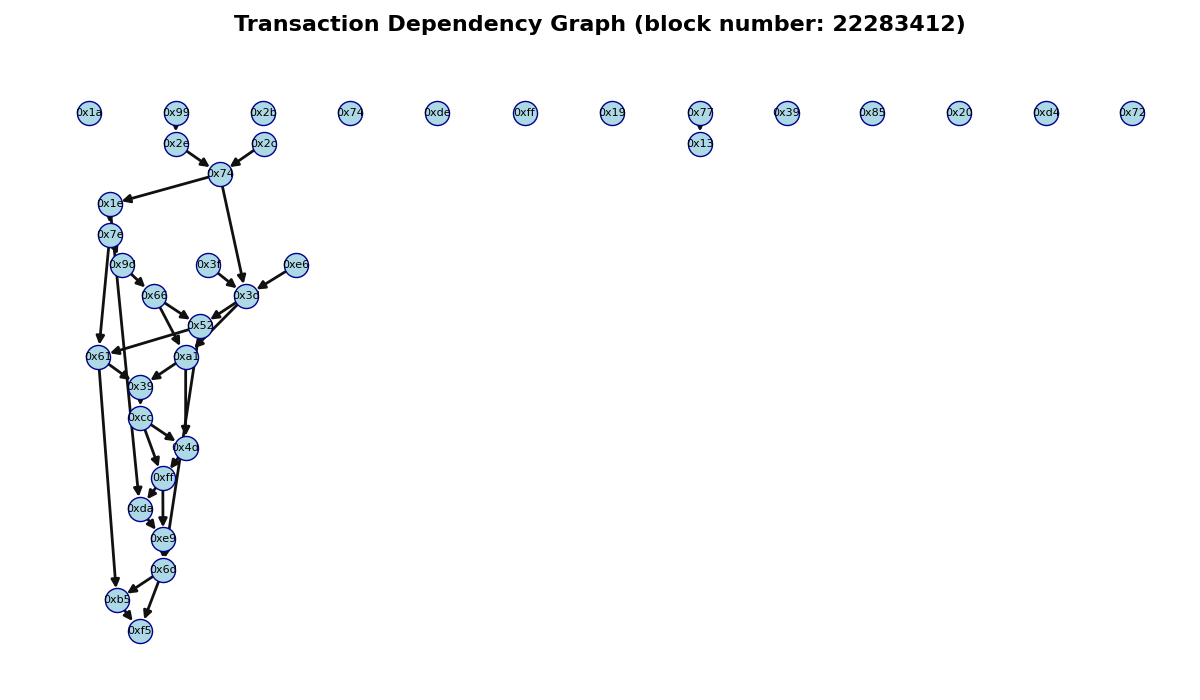 Transaction Dependency Graph (block number: 22283412)
0x1a 0x99 0x2b 0x74 0xde 0xff 0x19 0x77 0x39 0x85 0x20 0xd4 0x72
0x2e 0x2c 0x13
0x74
0x1e
0x7e
0x9d 0x3f 0xe6
0x66 0x3d
0x52
0x61 0xa1
0x39
0xcc
0x4d
0xff
0xda
0xe9
0x6d
0xb5
0xf5